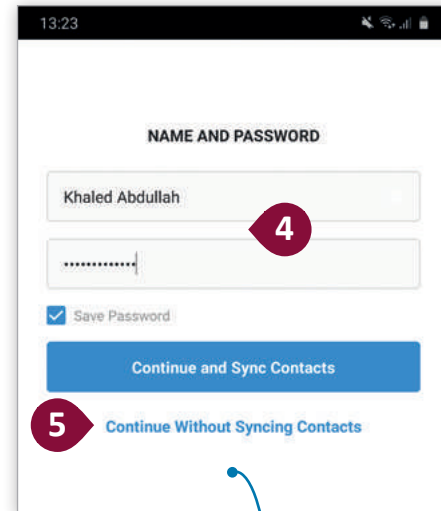 13:23
NAME AND PASSWORD
Khaled Abdullah
4
•••••••••••••
Save Password
Continue and Sync Contacts
5
Continue Without Syncing Contacts